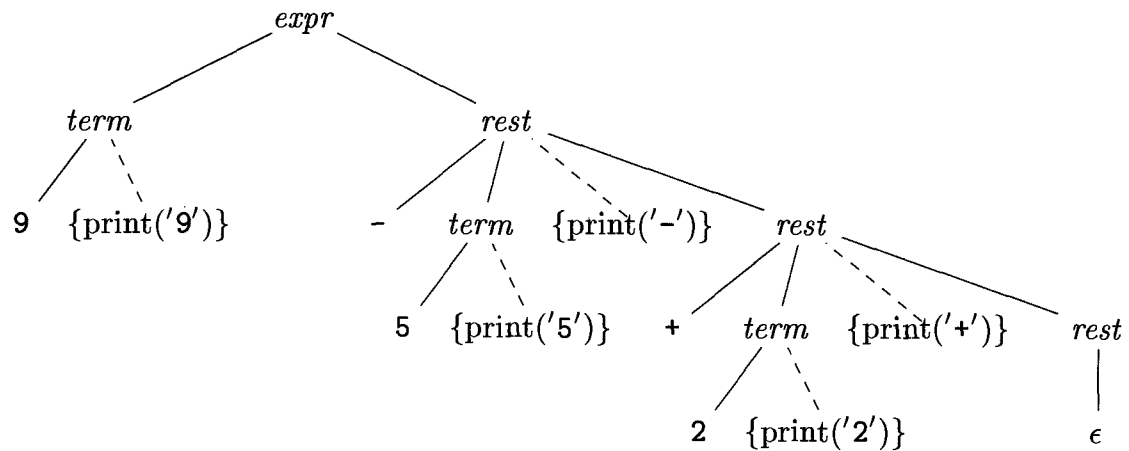 expr
term rest
9 {print('9')} - term {print('-')} rest
5 {print('5')} + term {print('+')} rest
2 {print('2')} ϵ